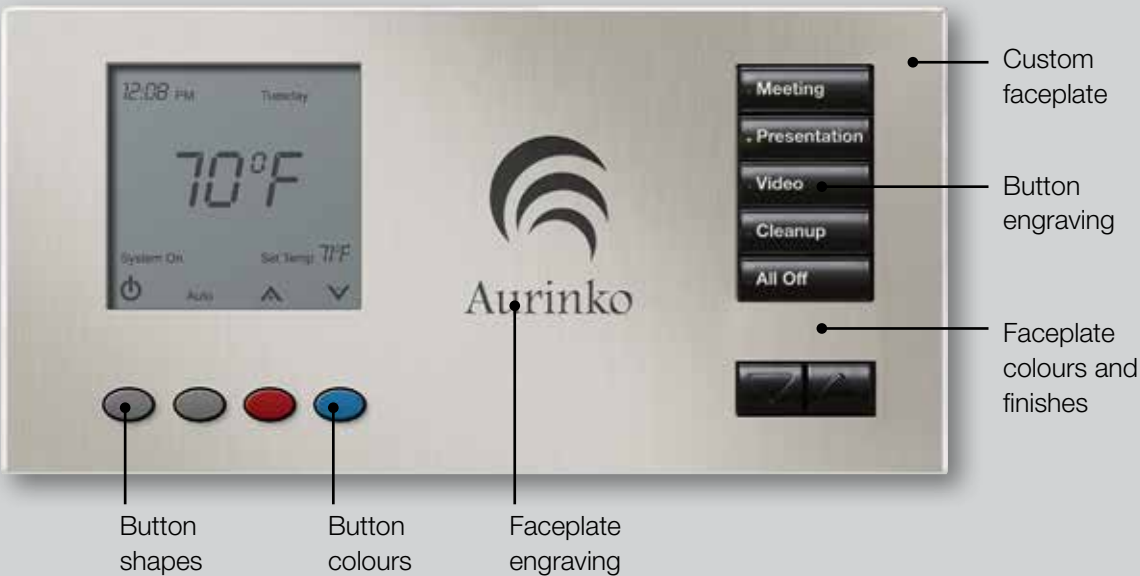 12:08 PM Tuesday
70°F
System On Set Temp 71°F
Auto
Aurinko
Meeting
Presentation
Video
Cleanup
All Off
Custom
faceplate
Button
engraving
Faceplate
colours and
finishes
Button
shapes
Button
colours
Faceplate
engraving